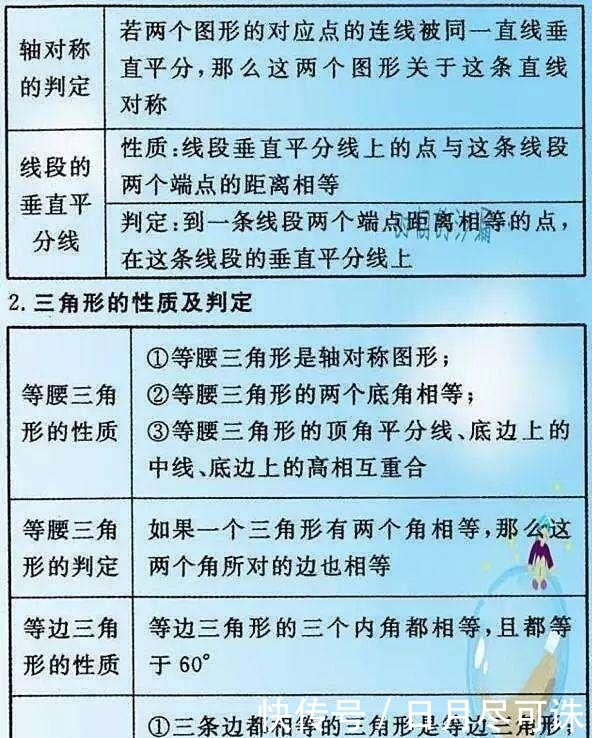 轴对称
的判定
若两个图形的对应点的连线被同一直线垂
直平分,那么这两个图形关于这条直线
对称
线段的
垂直平
分线
性质:线段垂直平分线上的点与这条线段
两个端点的距离相等
判定:到一条线段两个端点距离相等的点,
在这条线段的垂直平分线上
2.三角形的性质及判定
等腰三角
形的性质
①等腰三角形是轴对称图形;
②等腰三角形的两个底角相等;
③等腰三角形的顶角平分线、底边上的
中线、底边上的高相互重合
等腰三角
形的判定
如果一个三角形有两个角相等,那么这
两个角所对的边也相等
等边三角
形的性质
等边三角形的三个内角都相等,且都等
于60°
①三条边都相等的三角形是等边三角形;
快传号/日月尽可诛